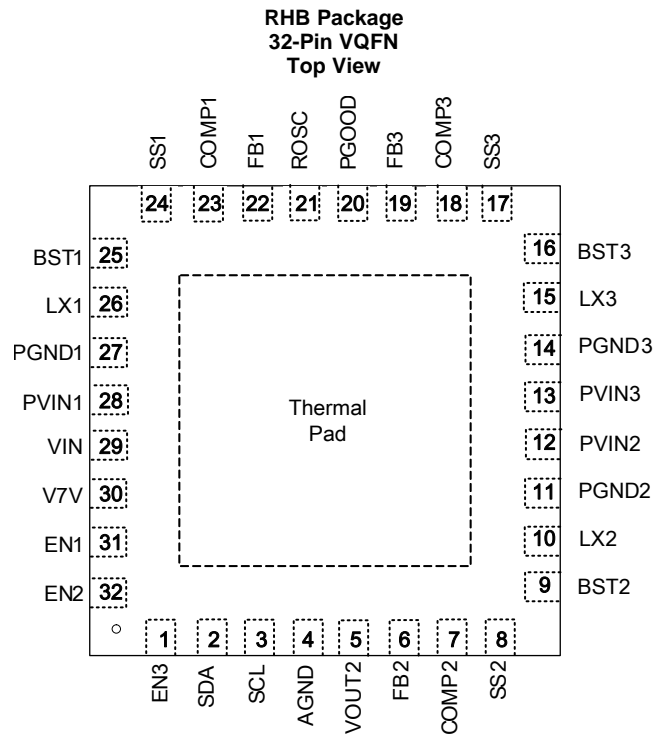 RHB Package
32-Pin VQFN
Top View
SS1
COMP1
FB1
ROSC
PGOOD
FB3
COMP3
SS3
24 23 22 21 20 19 18 17
BST1 25
LX1 26
PGND1 27
PVIN1 28
VIN 29
V7V 30
EN1 31
EN2 32
Thermal
Pad
16 BST3
15 LX3
14 PGND3
13 PVIN3
12 PVIN2
11 PGND2
10 LX2
9 BST2
1 2 3 4 5 6 7 8
EN3
SDA
SCL
AGND
VOUT2
FB2
COMP2
SS2